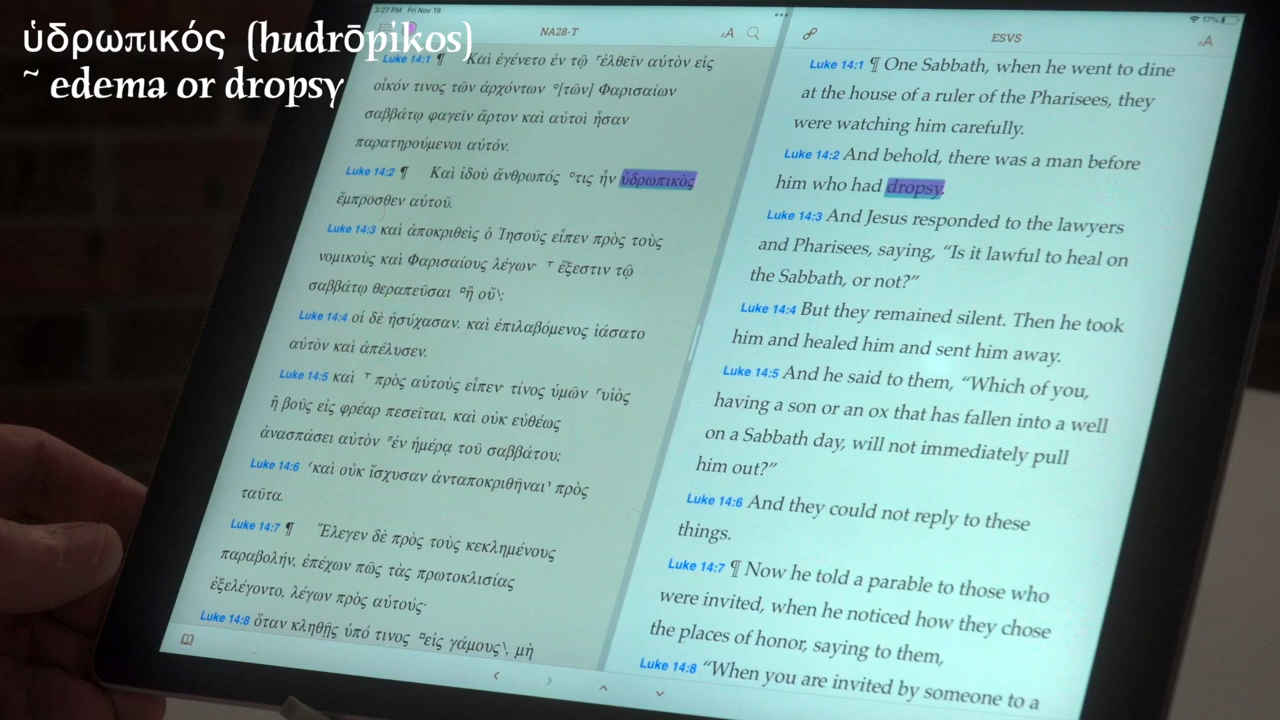 ὑδρωπικός (hudrōpikos)
~ edema or dropsy
3:27 PM Fri Nov 19
17%
NA28-T
AA
Luke 14:1 ¶ Καὶ ἐγένετο ἐν τῷ ⸂ἐλθεῖν αὐτὸν εἰς
οἶκόν τινος τῶν ἀρχόντων ⸋[τῶν] Φαρισαίων
σαββάτῳ φαγεῖν ἄρτον καὶ αὐτοὶ ἦσαν
παρατηρούμενοι αὐτόν.
Luke 14:2 ¶ Καὶ ἰδοὺ ἄνθρωπός °τις ἦν ὑδρωπικὸς
ἔμπροσθεν αὐτοῦ.
Luke 14:3 καὶ ἀποκριθεὶς ὁ Ἰησοῦς εἶπεν πρὸς τοὺς
νομικοὺς καὶ Φαρισαίους λέγων· ⸆ ἔξεστιν τῷ
σαββάτῳ θεραπεῦσαι ⸋ἢ οὔ⸌;
Luke 14:4 οἱ δὲ ἡσύχασαν. καὶ ἐπιλαβόμενος ἰάσατο
αὐτὸν καὶ ἀπέλυσεν.
Luke 14:5 καὶ ⸆ πρὸς αὐτοὺς εἶπεν· τίνος ὑμῶν ⸀υἱὸς
ἢ βοῦς εἰς φρέαρ πεσεῖται, καὶ οὐκ εὐθέως
ἀνασπάσει αὐτὸν ⸀ἐν ἡμέρᾳ τοῦ σαββάτου;
Luke 14:6 ⸂καὶ οὐκ ἴσχυσαν ἀνταποκριθῆναι⸃ πρὸς
ταῦτα.
Luke 14:7 ¶ Ἔλεγεν δὲ πρὸς τοὺς κεκλημένους
παραβολήν, ἐπέχων πῶς τὰς πρωτοκλισίας
ἐξελέγοντο, λέγων πρὸς αὐτούς·
Luke 14:8 ὅταν κληθῇς ὑπό τινος ⸋εἰς γάμους⸌, μὴ
ESVS
AA
Luke 14:1 ¶ One Sabbath, when he went to dine
at the house of a ruler of the Pharisees, they
were watching him carefully.
Luke 14:2 And behold, there was a man before
him who had dropsy.
Luke 14:3 And Jesus responded to the lawyers
and Pharisees, saying, “Is it lawful to heal on
the Sabbath, or not?”
Luke 14:4 But they remained silent. Then he took
him and healed him and sent him away.
Luke 14:5 And he said to them, “Which of you,
having a son or an ox that has fallen into a well
on a Sabbath day, will not immediately pull
him out?”
Luke 14:6 And they could not reply to these
things.
Luke 14:7 ¶ Now he told a parable to those who
were invited, when he noticed how they chose
the places of honor, saying to them,
Luke 14:8 “When you are invited by someone to a